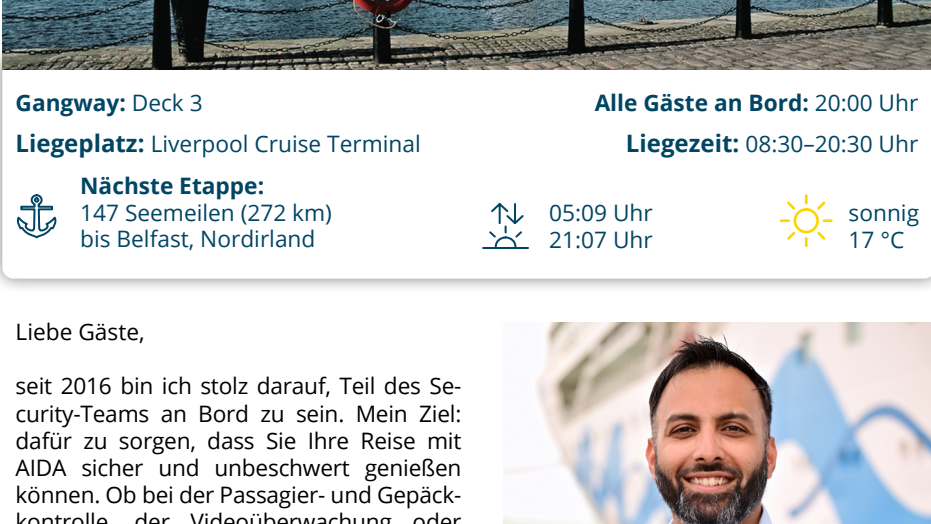 Gangway: Deck 3
Alle Gäste an Bord: 20:00 Uhr
Liegeplatz: Liverpool Cruise Terminal
Liegezeit: 08:30–20:30 Uhr
Nächste Etappe:
147 Seemeilen (272 km)
bis Belfast, Nordirland
05:09 Uhr
21:07 Uhr
sonnig
17 °C
Liebe Gäste,
seit 2016 bin ich stolz darauf, Teil des Se-
curity-Teams an Bord zu sein. Mein Ziel:
dafür zu sorgen, dass Sie Ihre Reise mit
AIDA sicher und unbeschwert genießen
können. Ob bei der Passagier- und Gepäck-
kontrolle, der Videoüberwachung oder